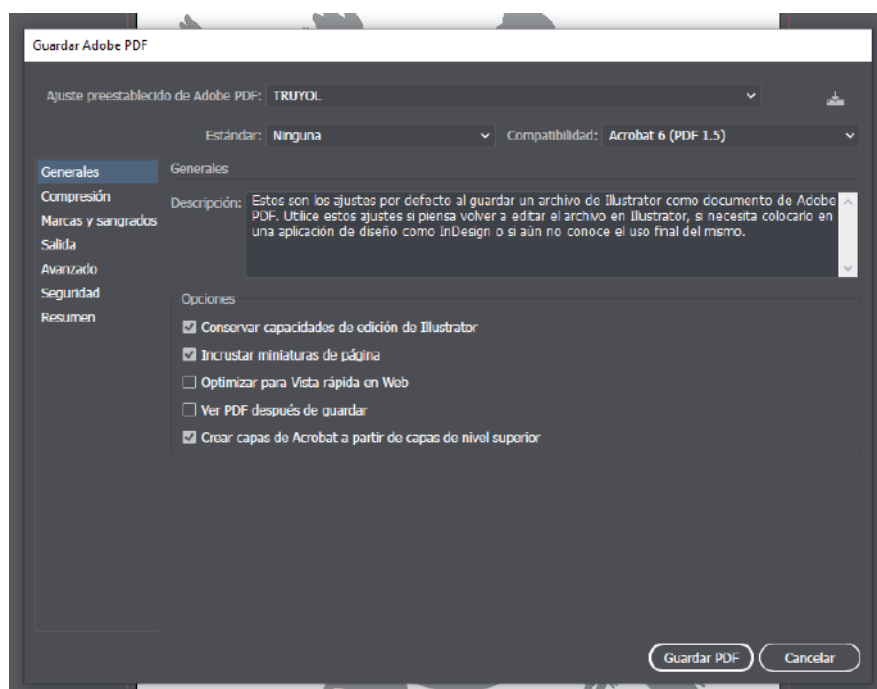 Guardar Adobe PDF
Ajuste preestablecido de Adobe PDF: TRUYOL
Estándar: Ninguna Compatibilidad: Acrobat 6 (PDF 1.5)
Generales
Compresión
Marcas y sangrados
Salida
Avanzado
Seguridad
Resumen
Generales
Descripción: Estos son los ajustes por defecto al guardar un archivo de Illustrator como documento de Adobe
PDF. Utilice estos ajustes si piensa volver a editar el archivo en Illustrator, si necesita colocarlo en
una aplicación de diseño como InDesign o si aún no conoce el uso final del mismo.
Opciones
Conservar capacidades de edición de Illustrator
Incrustar miniaturas de página
Optimizar para Vista rápida en Web
Ver PDF después de guardar
Crear capas de Acrobat a partir de capas de nivel superior
Guardar PDF Cancelar